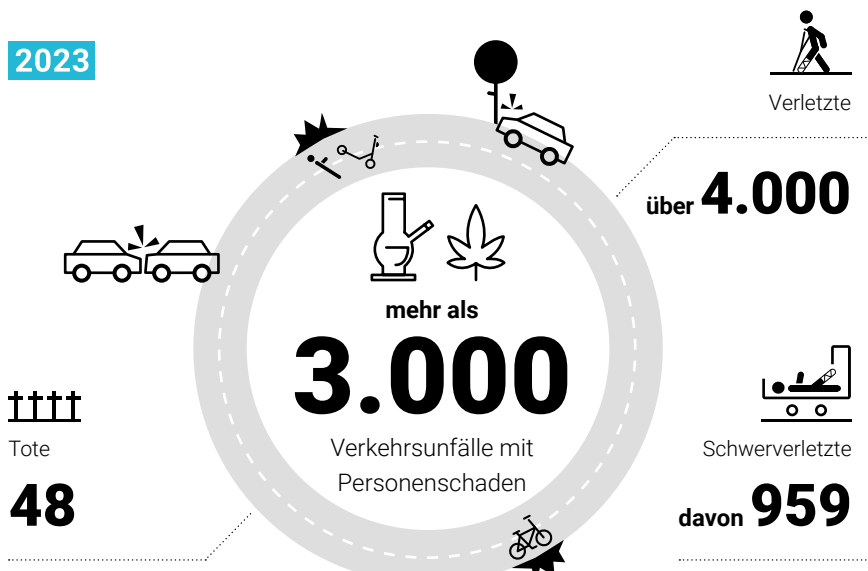 2023
Verletzte
über 4.000
mehr als
3.000
Verkehrsunfälle mit
Personenschaden
Tote
48
Schwerverletzte
davon 959